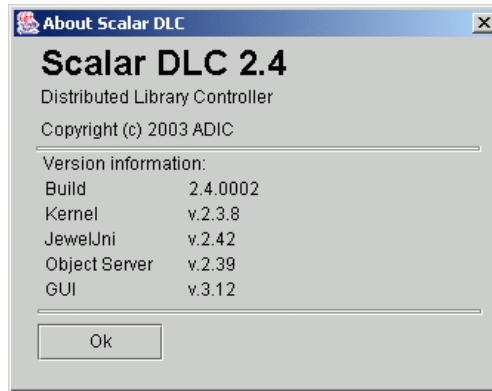 About Scalar DLC
Scalar DLC 2.4
Distributed Library Controller
Copyright (c) 2003 ADIC
Version information:
Build 2.4.0002
Kernel v.2.3.8
JewelJni v.2.42
Object Server v.2.39
GUI v.3.12
Ok